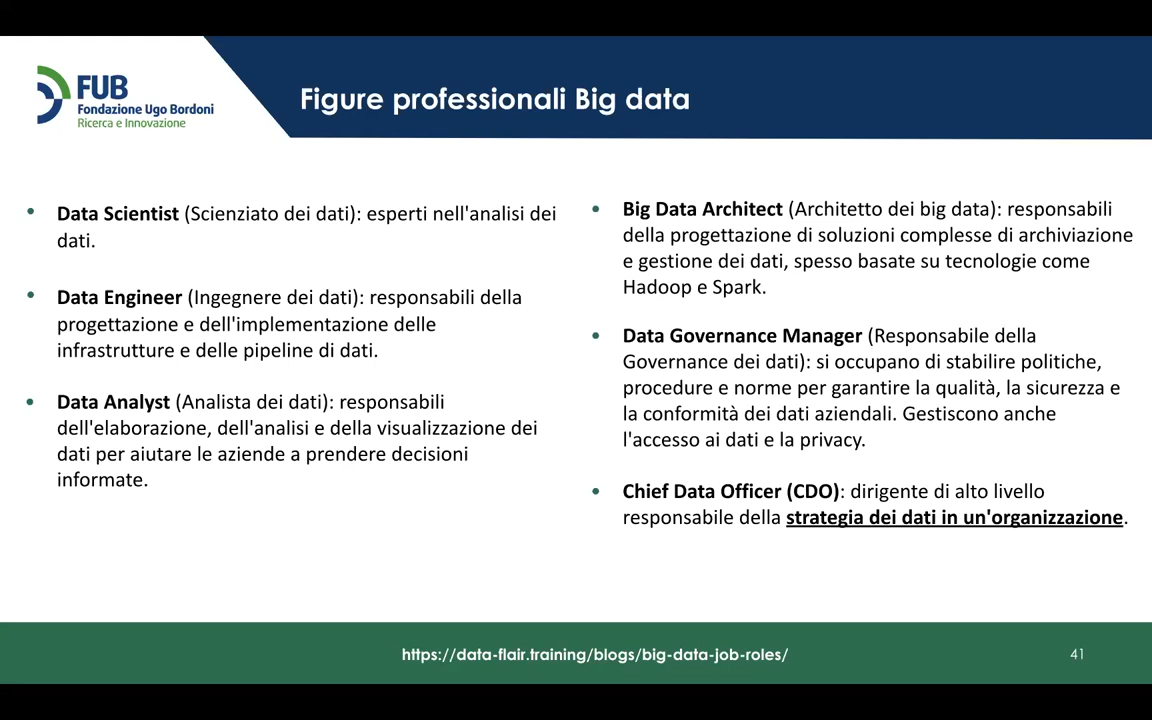 FUB
Fondazione Ugo Bordoni
Ricerca e Innovazione
Figure professionali Big data
• Data Scientist (Scienziato dei dati): esperti nell'analisi dei
dati.
• Data Engineer (Ingegnere dei dati): responsabili della
progettazione e dell'implementazione delle
infrastrutture e delle pipeline di dati.
• Data Analyst (Analista dei dati): responsabili
dell'elaborazione, dell'analisi e della visualizzazione dei
dati per aiutare le aziende a prendere decisioni
informate.
• Big Data Architect (Architetto dei big data): responsabili
della progettazione di soluzioni complesse di archiviazione
e gestione dei dati, spesso basate su tecnologie come
Hadoop e Spark.
• Data Governance Manager (Responsabile della
Governance dei dati): si occupano di stabilire politiche,
procedure e norme per garantire la qualità, la sicurezza e
la conformità dei dati aziendali. Gestiscono anche
l'accesso ai dati e la privacy.
• Chief Data Officer (CDO): dirigente di alto livello
responsabile della strategia dei dati in un'organizzazione.
https://data-flair.training/blogs/big-data-job-roles/
41